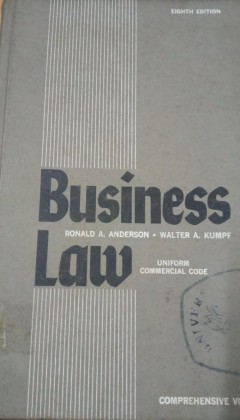 EIGHTH EDITION
Business
RONALD A. ANDERSON • WALTER A. KUMPF
Law
UNIFORM
COMMERCIAL CODE
COMPREHENSIVE